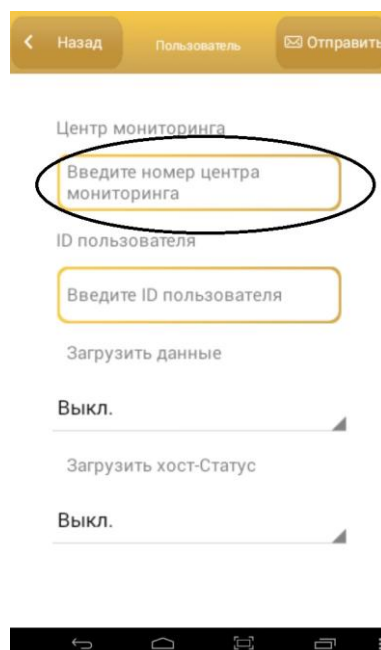 Назад
Пользователь
Отправить
Центр мониторинга
Введите номер центра
мониторинга
ID пользователя
Введите ID пользователя
Загрузить данные
Выкл.
Загрузить хост-Статус
Выкл.